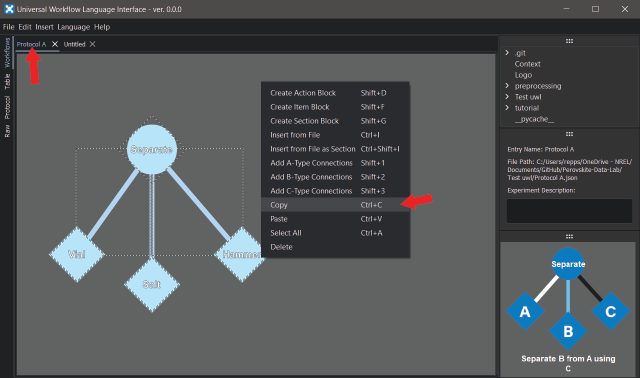 Universal Workflow Language Interface - ver. 0.0.0
File Edit Insert Language Help
Workflows
Table
Protocol
Raw
Protocol A
Untitled
Separate
Vial
Salt
Hammer
Create Action Block Shift+D
Create Item Block Shift+F
Create Section Block Shift+G
Insert from File Ctrl+I
Insert from File as Section Ctrl+Shift+I
Add A-Type Connections Shift+1
Add B-Type Connections Shift+2
Add C-Type Connections Shift+3
Copy Ctrl+C
Paste Ctrl+V
Select All Ctrl+A
Delete
.git
Context
Logo
preprocessing
Test uwl
tutorial
__pycache__
Entry Name: Protocol A
File Path: C:/Users/repps/OneDrive - NREL/
Documents/GitHub/Perovskite-Data-Lab/
Test uwl/Protocol A.json
Experiment Description:
Separate
A
B
C
Separate B from A using
C